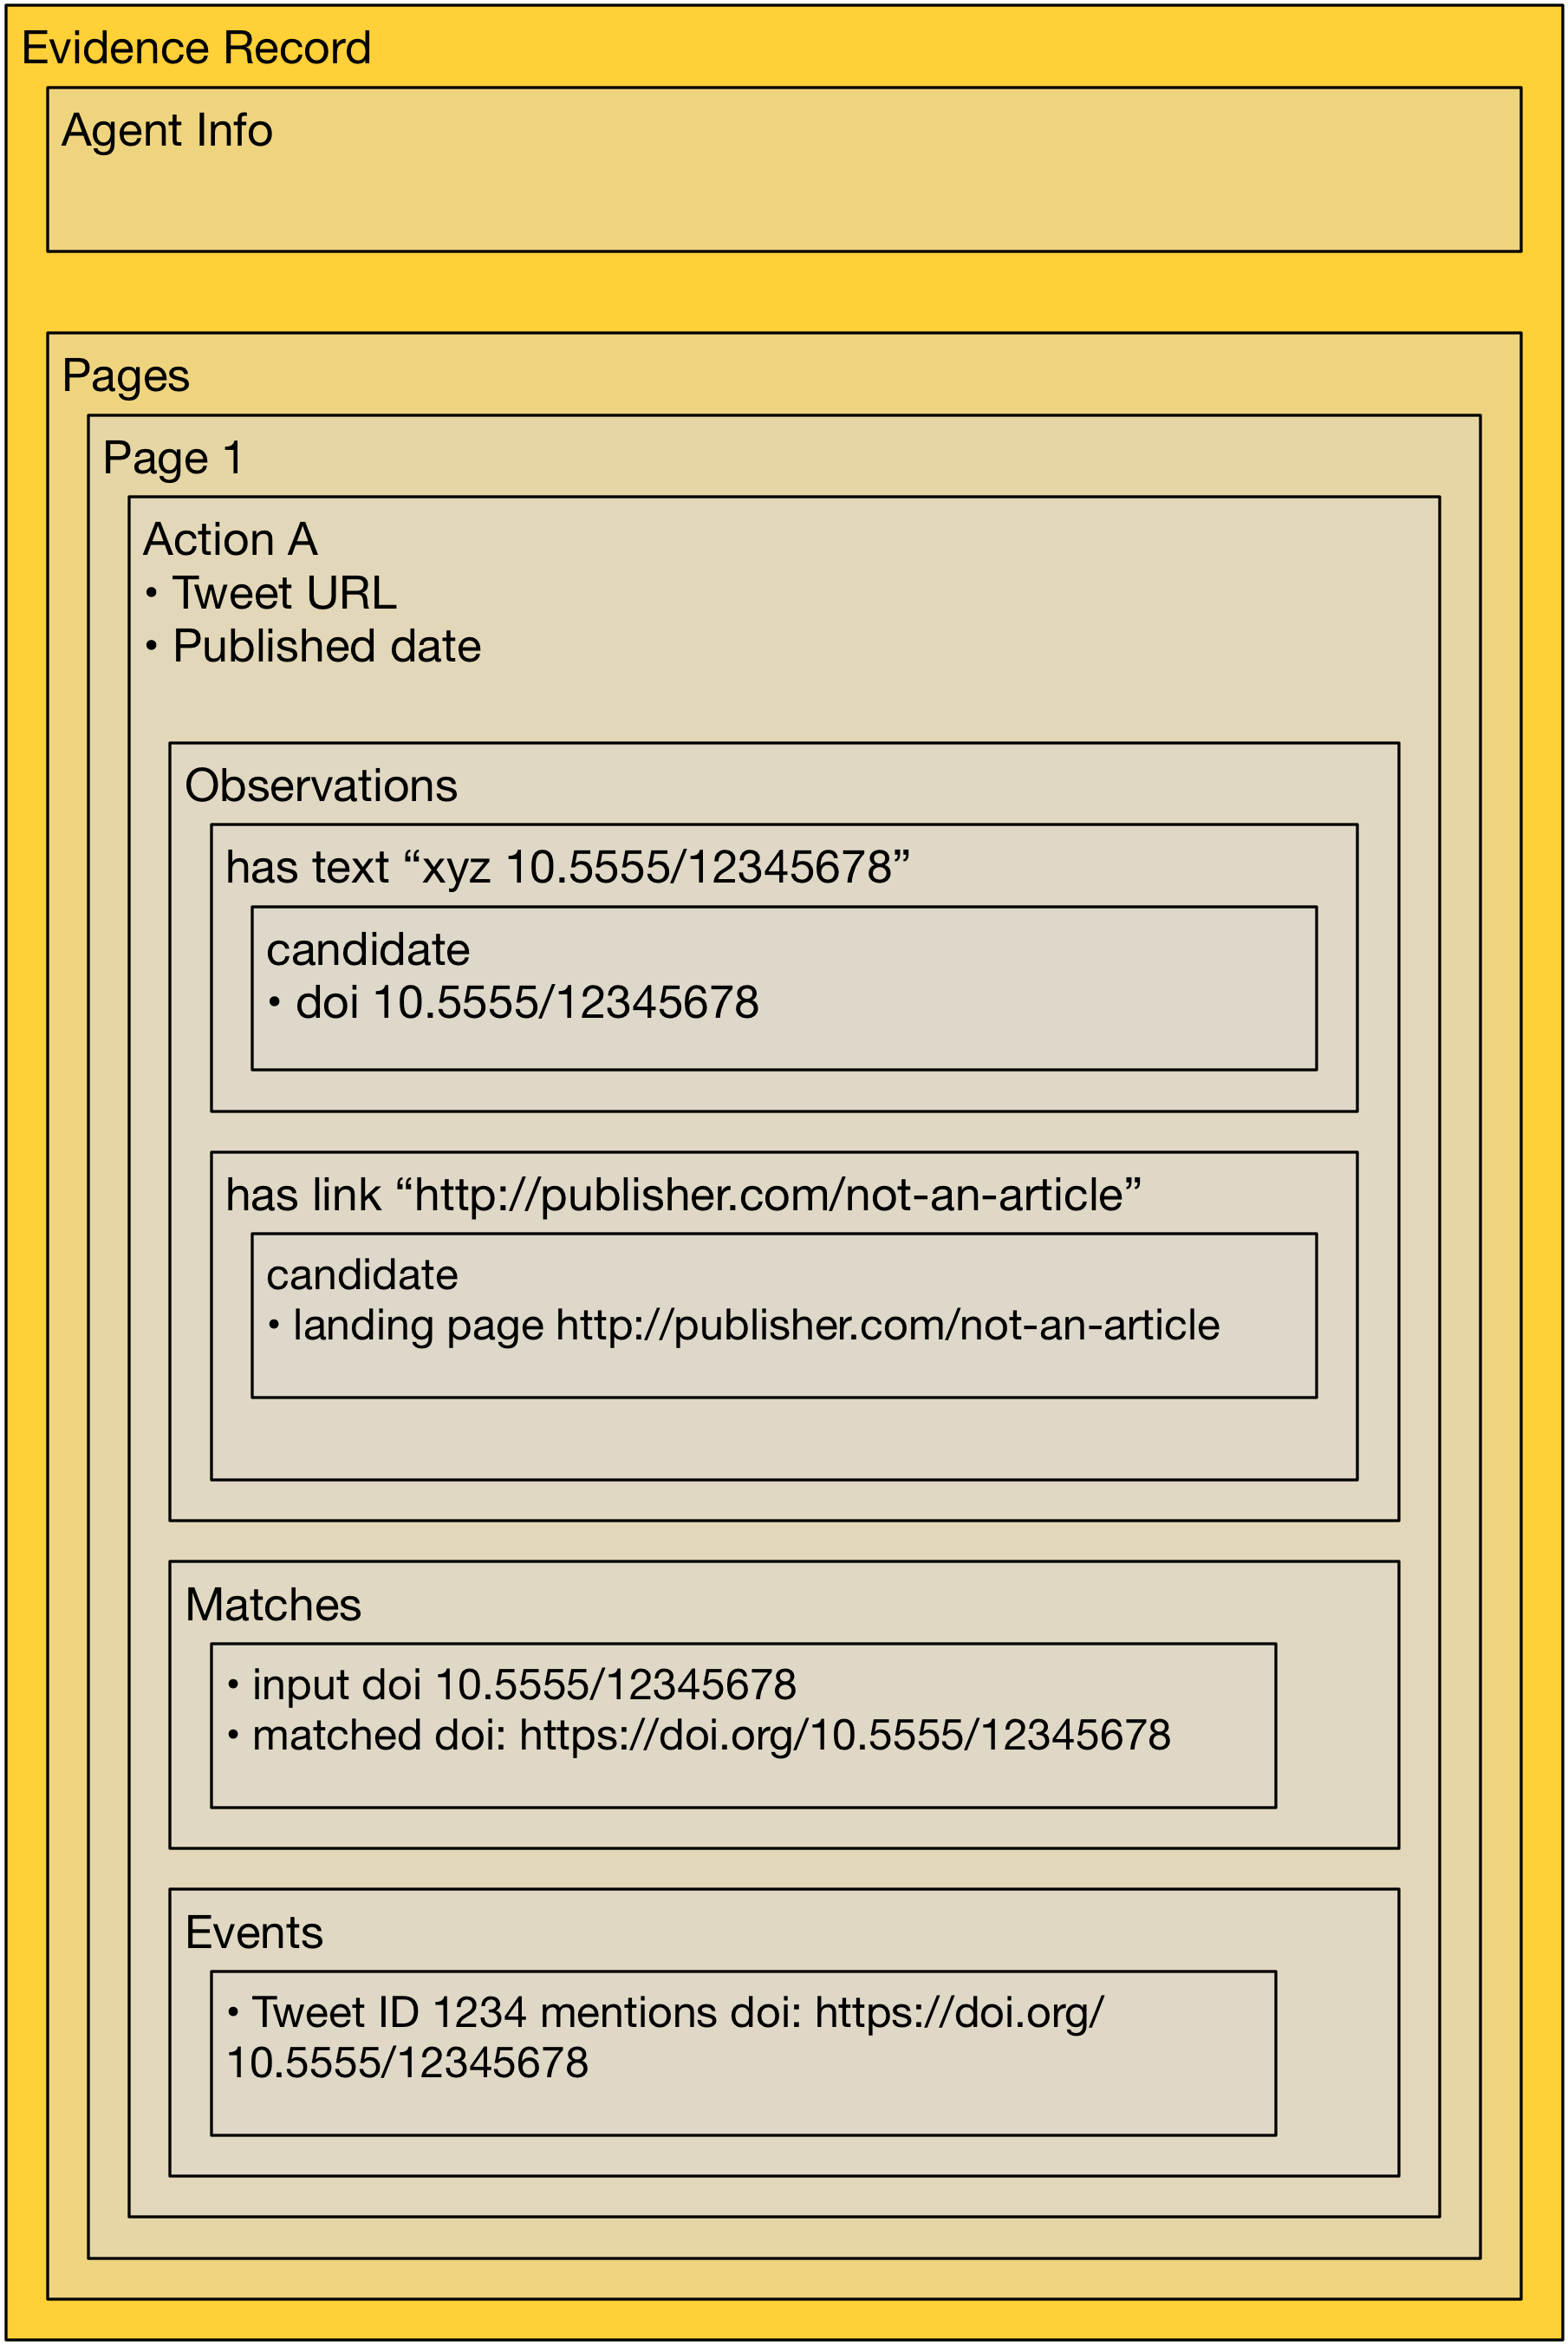 Evidence Record
Agent Info
Pages
Page 1
Action A
• Tweet URL
• Published date
Observations
has text “xyz 10.5555/12345678”
candidate
• doi 10.5555/12345678
has link “http://publisher.com/not-an-article”
candidate
• landing page http://publisher.com/not-an-article
Matches
• input doi 10.5555/12345678
• matched doi: https://doi.org/10.5555/12345678
Events
• Tweet ID 1234 mentions doi: https://doi.org/
10.5555/12345678